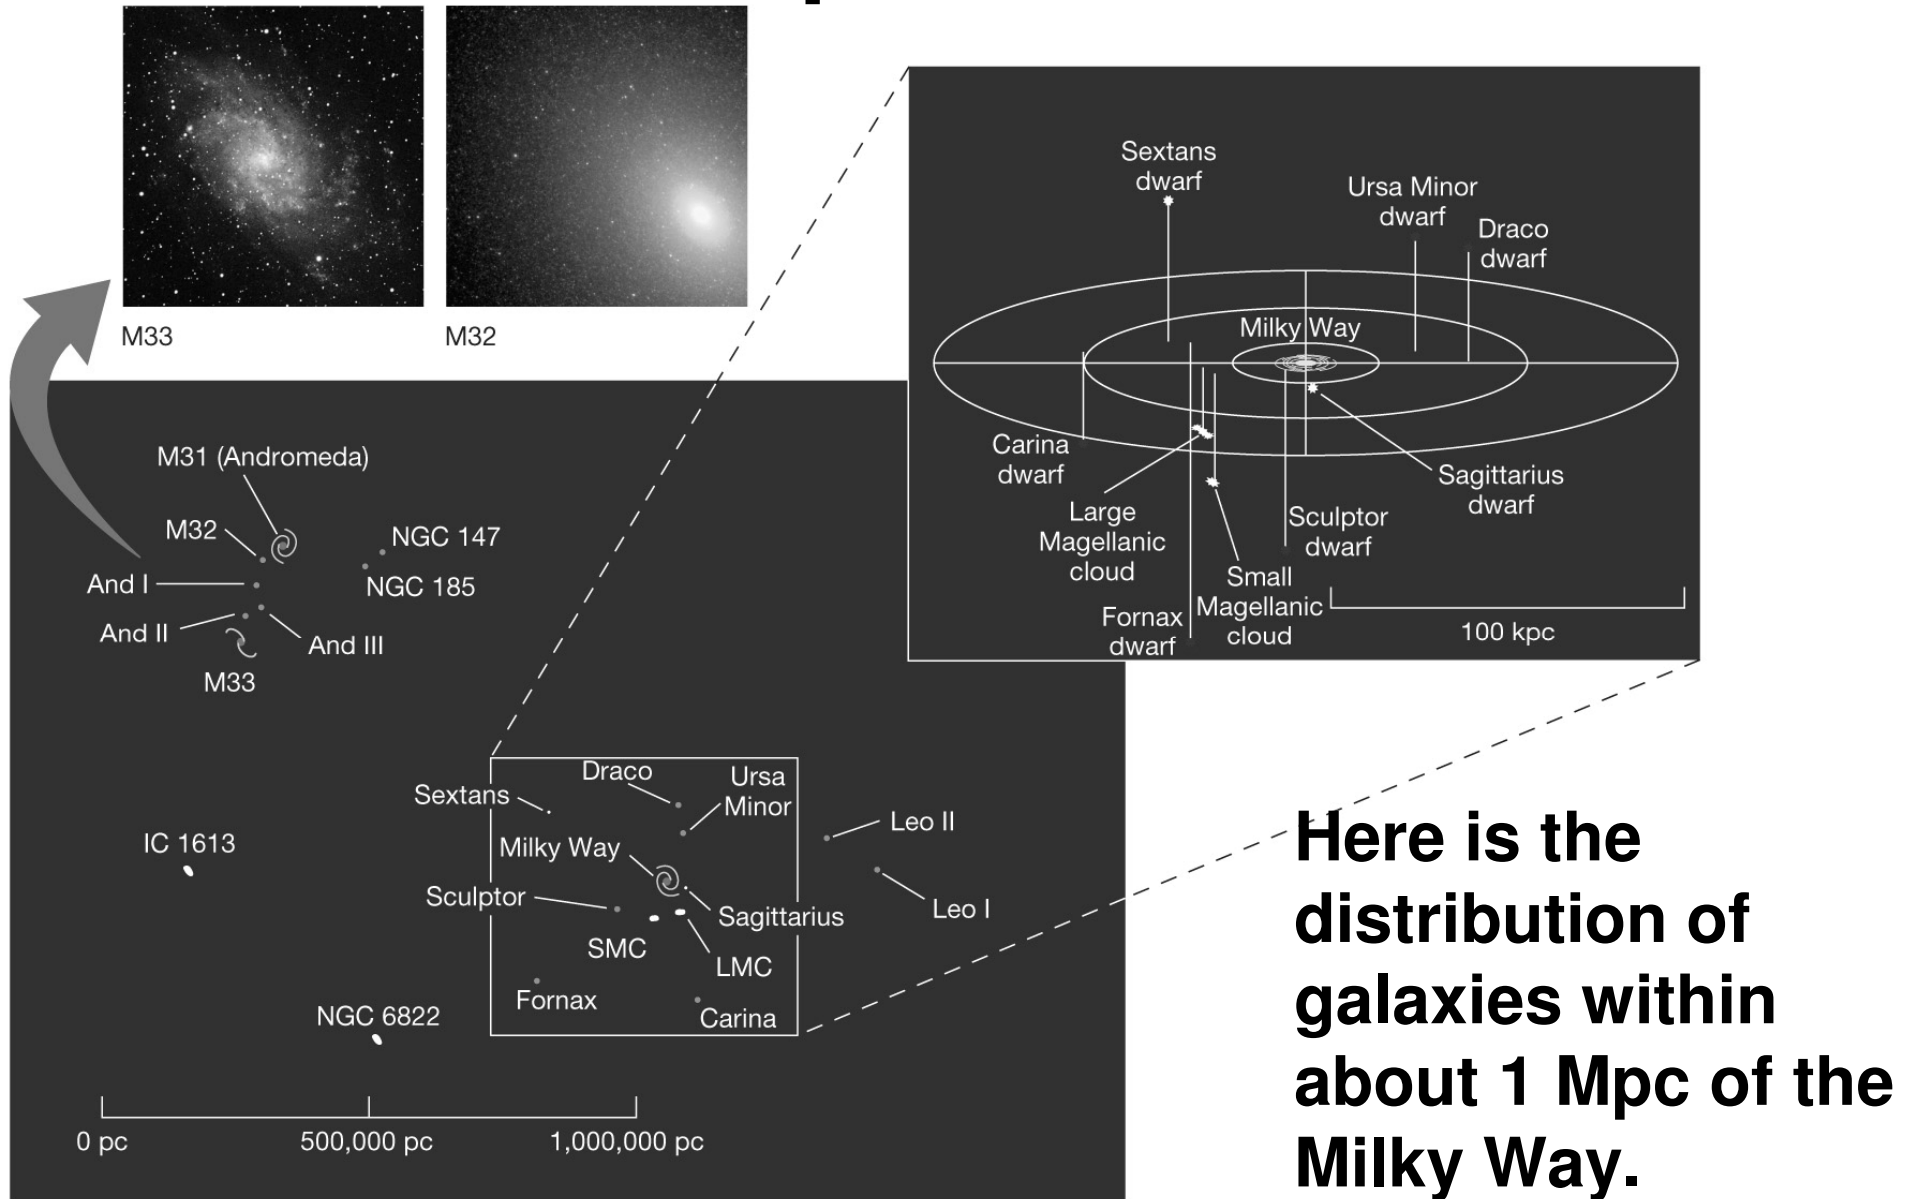 M33
M32
Sextans
dwarf
Ursa Minor
dwarf
Draco
dwarf
Milky Way
Carina
dwarf
Large
Magellanic
cloud
Sagittarius
dwarf
Sculptor
dwarf
Small
Magellanic
cloud
Fornax
dwarf
100 kpc
M31 (Andromeda)
M32
NGC 147
And I
NGC 185
And II
And III
M33
Draco
Ursa
Minor
Sextans
Milky Way
Leo II
IC 1613
Sculptor
Sagittarius
Leo I
SMC
LMC
Fornax
Carina
NGC 6822
0 pc
500,000 pc
1,000,000 pc
Here is the
distribution of
galaxies within
about 1 Mpc of the
Milky Way.